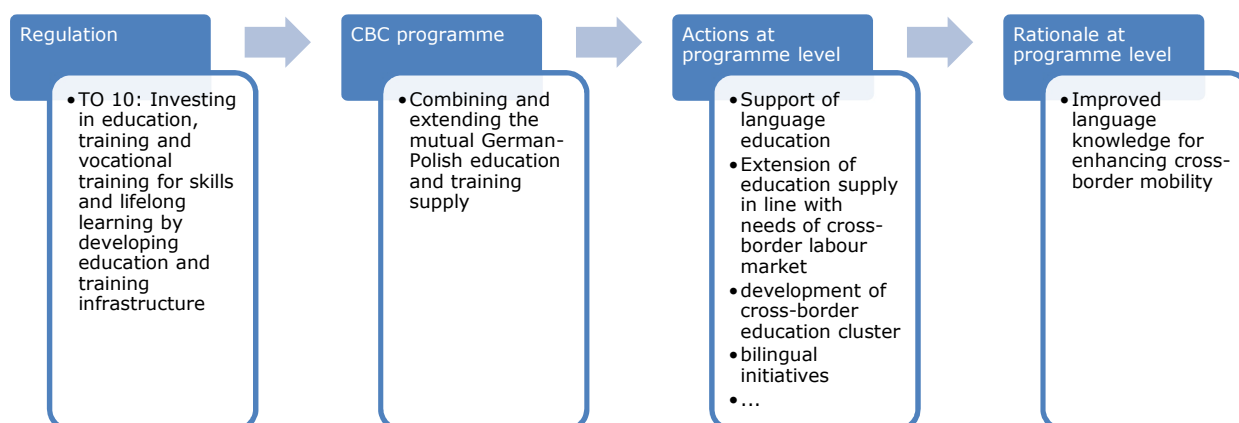 Regulation
•TO 10: Investing
in education,
training and
vocational
training for skills
and lifelong
learning by
developing
education and
training
infrastructure
CBC programme
•Combining and
extending the
mutual German-
Polish education
and training
supply
Actions at
programme level
•Support of
language
education
•Extension of
education supply
in line with
needs of cross-
border labour
market
•development of
cross-border
education cluster
•bilingual
initiatives
•...
Rationale at
programme level
•Improved
language
knowledge for
enhancing cross-
border mobility